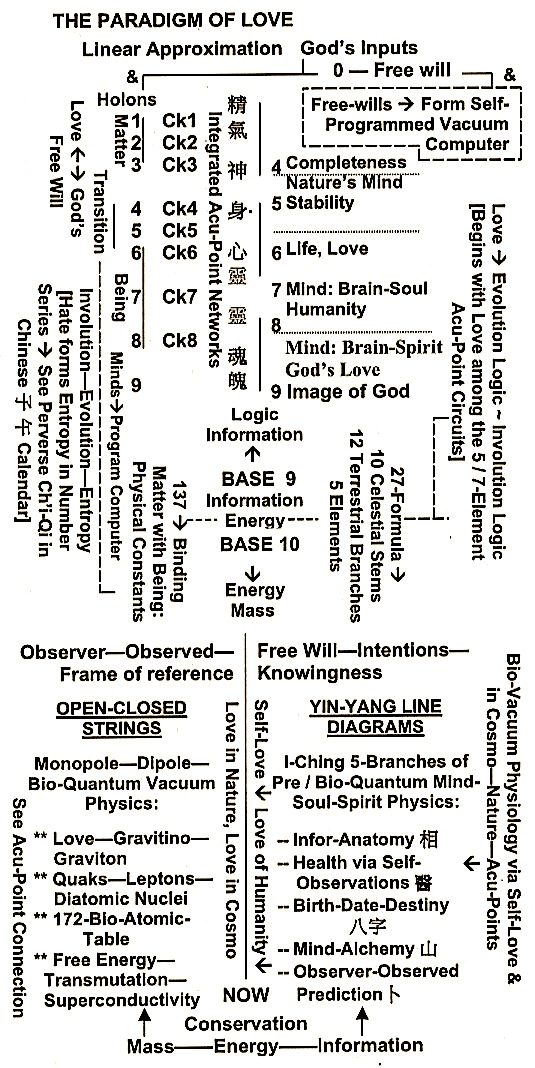 THE PARADIGM OF LOVE
Linear Approximation God's Inputs
& 0 — Free will &
Holons
Free-wills → Form Self-
Programmed Vacuum
Computer
Love ←→ God's
Free Will
Matter
Transition
Being
Minds → Program Computer
1 Ck1
2 Ck2
3 Ck3
4 Ck4
5 Ck5
6 Ck6
7 Ck7
8 Ck8
9
Integrated Acu-Point Networks
精
氣
神
身
心
靈
靈
魂
魄
4 Completeness
Nature's Mind
5 Stability
6 Life, Love
7 Mind: Brain-Soul
Humanity
8
Mind: Brain-Spirit
God's Love
9 Image of God
Love → Evolution Logic ~ Involution Logic
[Begins with Love among the 5 / 7-Element
Acu-Point Circuits]
Involution—Evolution—Entropy
[Hate forms Entropy in Number
Series → See Perverse Ch'i-Qi in
Chinese 子 午 Calendar]
137 → Binding
Matter with Being:
Physical Constants
Logic
Information
↑
BASE 9
Information
Energy
BASE 10
↓
Energy
Mass
27-Formula →
10 Celestial Stems
12 Terrestrial Branches
5 Elements
Observer—Observed—
Frame of reference
Free Will—Intentions—
Knowingness
OPEN-CLOSED
STRINGS
Monopole—Dipole—
Bio-Quantum Vacuum
Physics:
** Love—Gravitino—
Graviton
** Quaks—Leptons—
Diatomic Nuclei
** 172-Bio-Atomic-
Table
** Free Energy—
Transmutation—
Superconductivity
See Acu-Point Connection
Love in Nature, Love in Cosmo
Self-Love ← Love of Humanity ←
YIN-YANG LINE
DIAGRAMS
I-Ching 5-Branches of
Pre / Bio-Quantum Mind-
Soul-Spirit Physics:
-- Infor-Anatomy 相
-- Health via Self-
Observations 醫
-- Birth-Date-Destiny
八字
-- Mind-Alchemy 山
-- Observer-Observed
Prediction 卜
Bio-Vacuum Physiology via Self-Love &
in Cosmo—Nature—Acu-Points
NOW
Conservation
Mass——Energy——Information